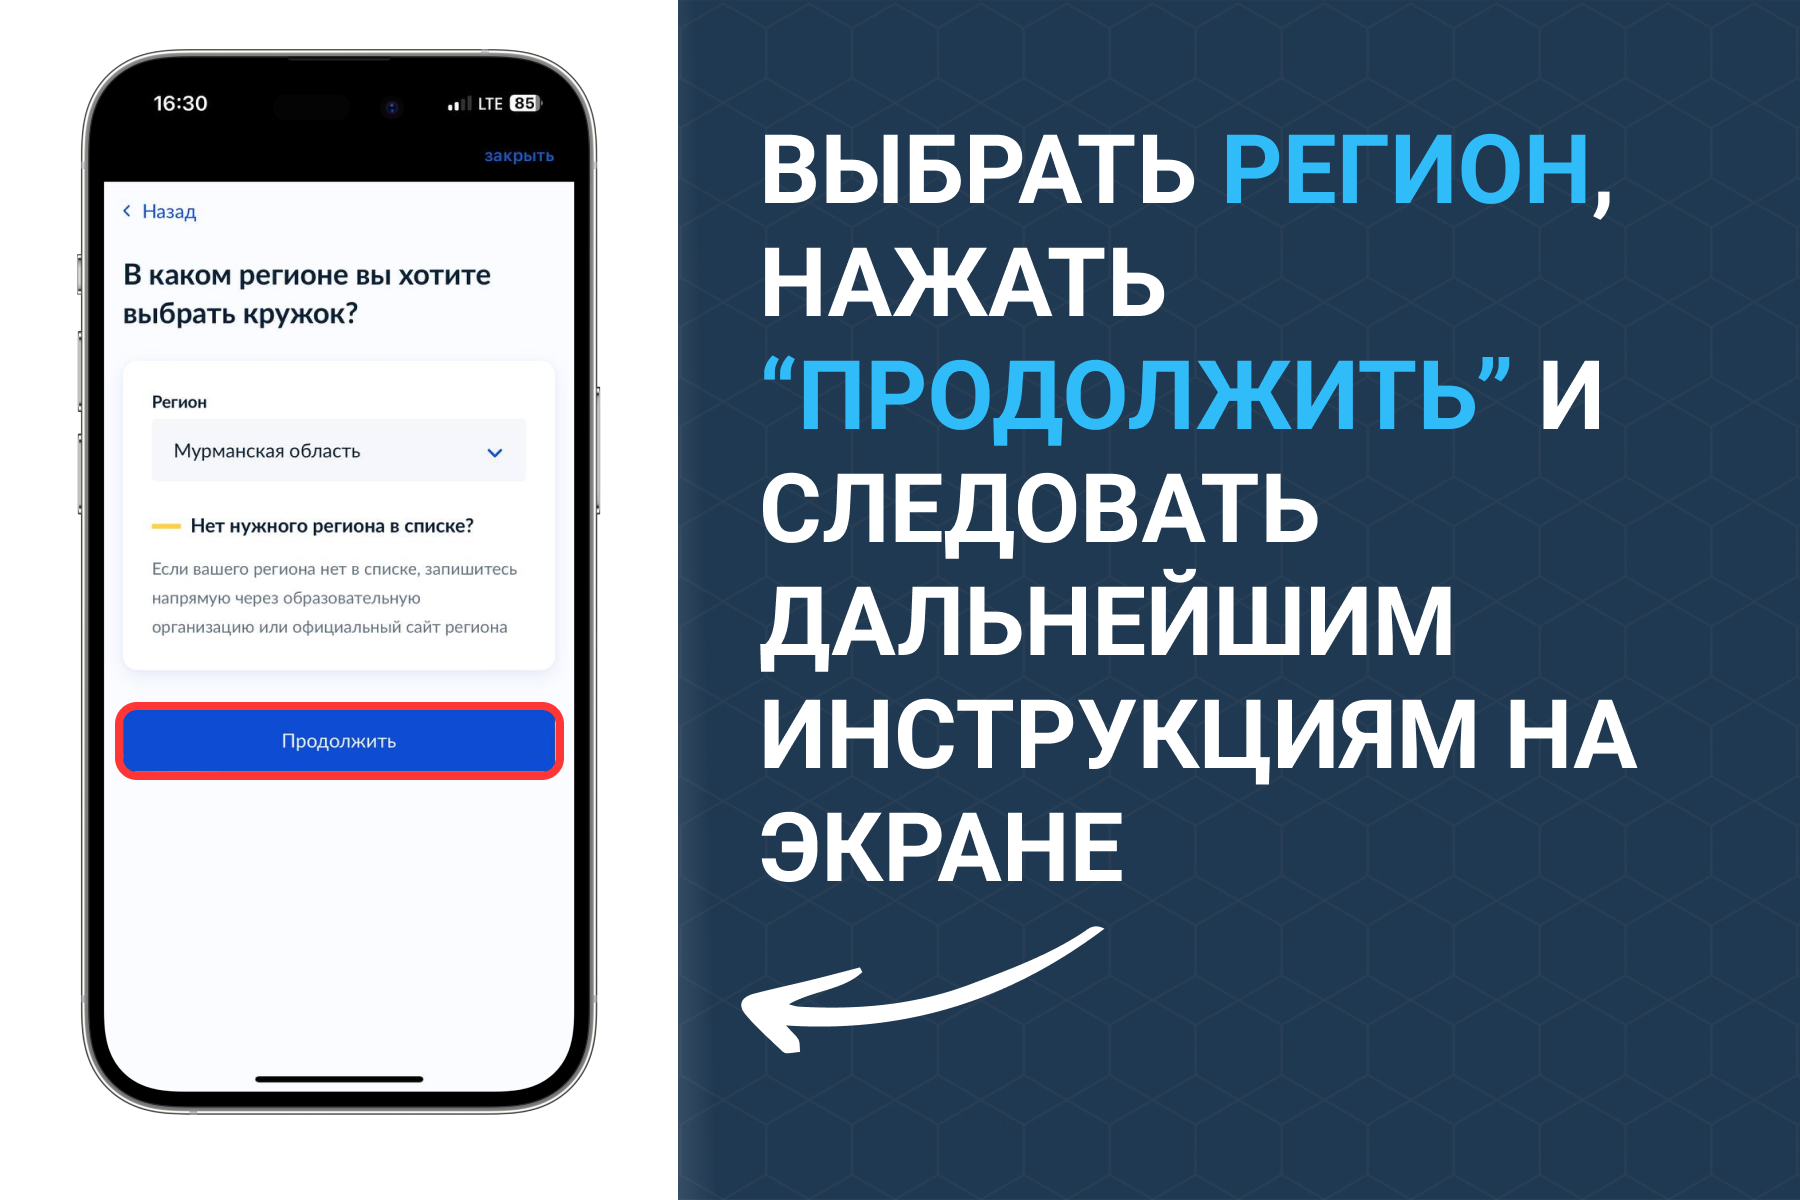 16:30
LTE 85
закрыть
Назад
В каком регионе вы хотите
выбрать кружок?
Регион
Мурманская область
Нет нужного региона в списке?
Если вашего региона нет в списке, запишитесь
напрямую через образовательную
организацию или официальный сайт региона
Продолжить
ВЫБРАТЬ РЕГИОН,
НАЖАТЬ
“ПРОДОЛЖИТЬ” И
СЛЕДОВАТЬ
ДАЛЬНЕЙШИМ
ИНСТРУКЦИЯМ НА
ЭКРАНЕ